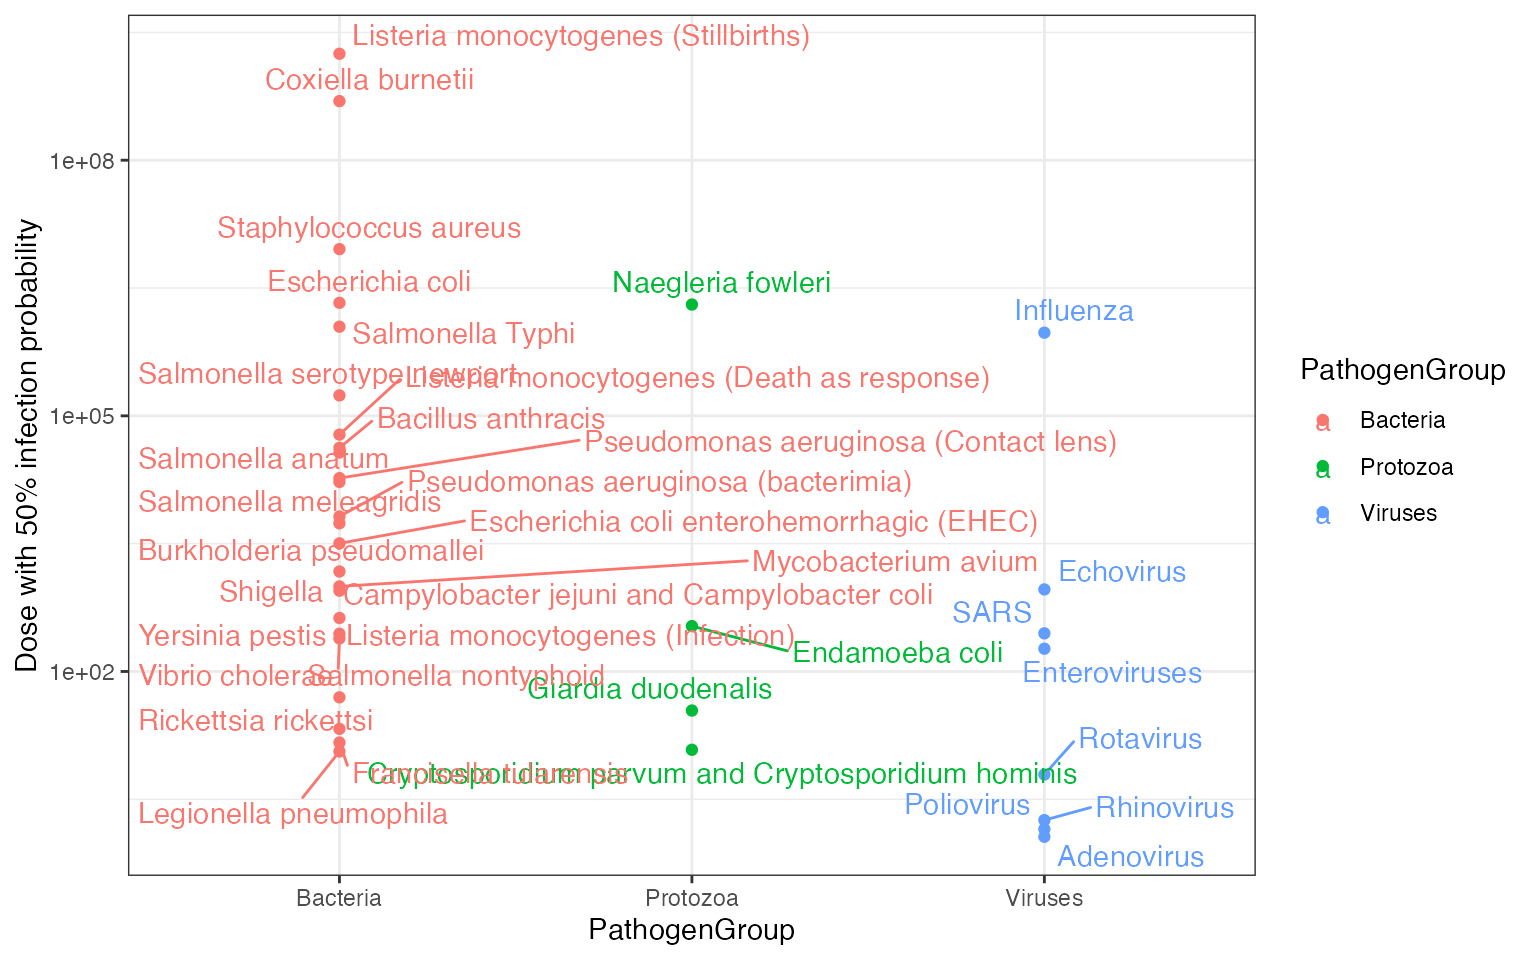 Listeria monocytogenes (Stillbirths)
Coxiella burnetii
1e+08
Staphylococcus aureus
Escherichia coli
Naegleria fowleri
Influenza
Salmonella Typhi
Salmonella serotype newport
Listeria monocytogenes (Death as response)
1e+05
Bacillus anthracis
Pseudomonas aeruginosa (Contact lens)
Salmonella anatum
Pseudomonas aeruginosa (bacterimia)
Salmonella meleagridis
Escherichia coli enterohemorrhagic (EHEC)
Burkholderia pseudomallei
Mycobacterium avium
Echovirus
Shigella
Campylobacter jejuni and Campylobacter coli
SARS
Yersinia pestis
Listeria monocytogenes (Infection)
Endamoeba coli
1e+02
Vibrio cholerae
Salmonella nontyphoid
Enteroviruses
Giardia duodenalis
Rickettsia rickettsi
Rotavirus
Francisella tularensis
Cryptosporidium parvum and Cryptosporidium hominis
Legionella pneumophila
Poliovirus
Rhinovirus
Adenovirus
Bacteria
Protozoa
Viruses
PathogenGroup
Dose with 50% infection probability
PathogenGroup
a Bacteria
a Protozoa
a Viruses